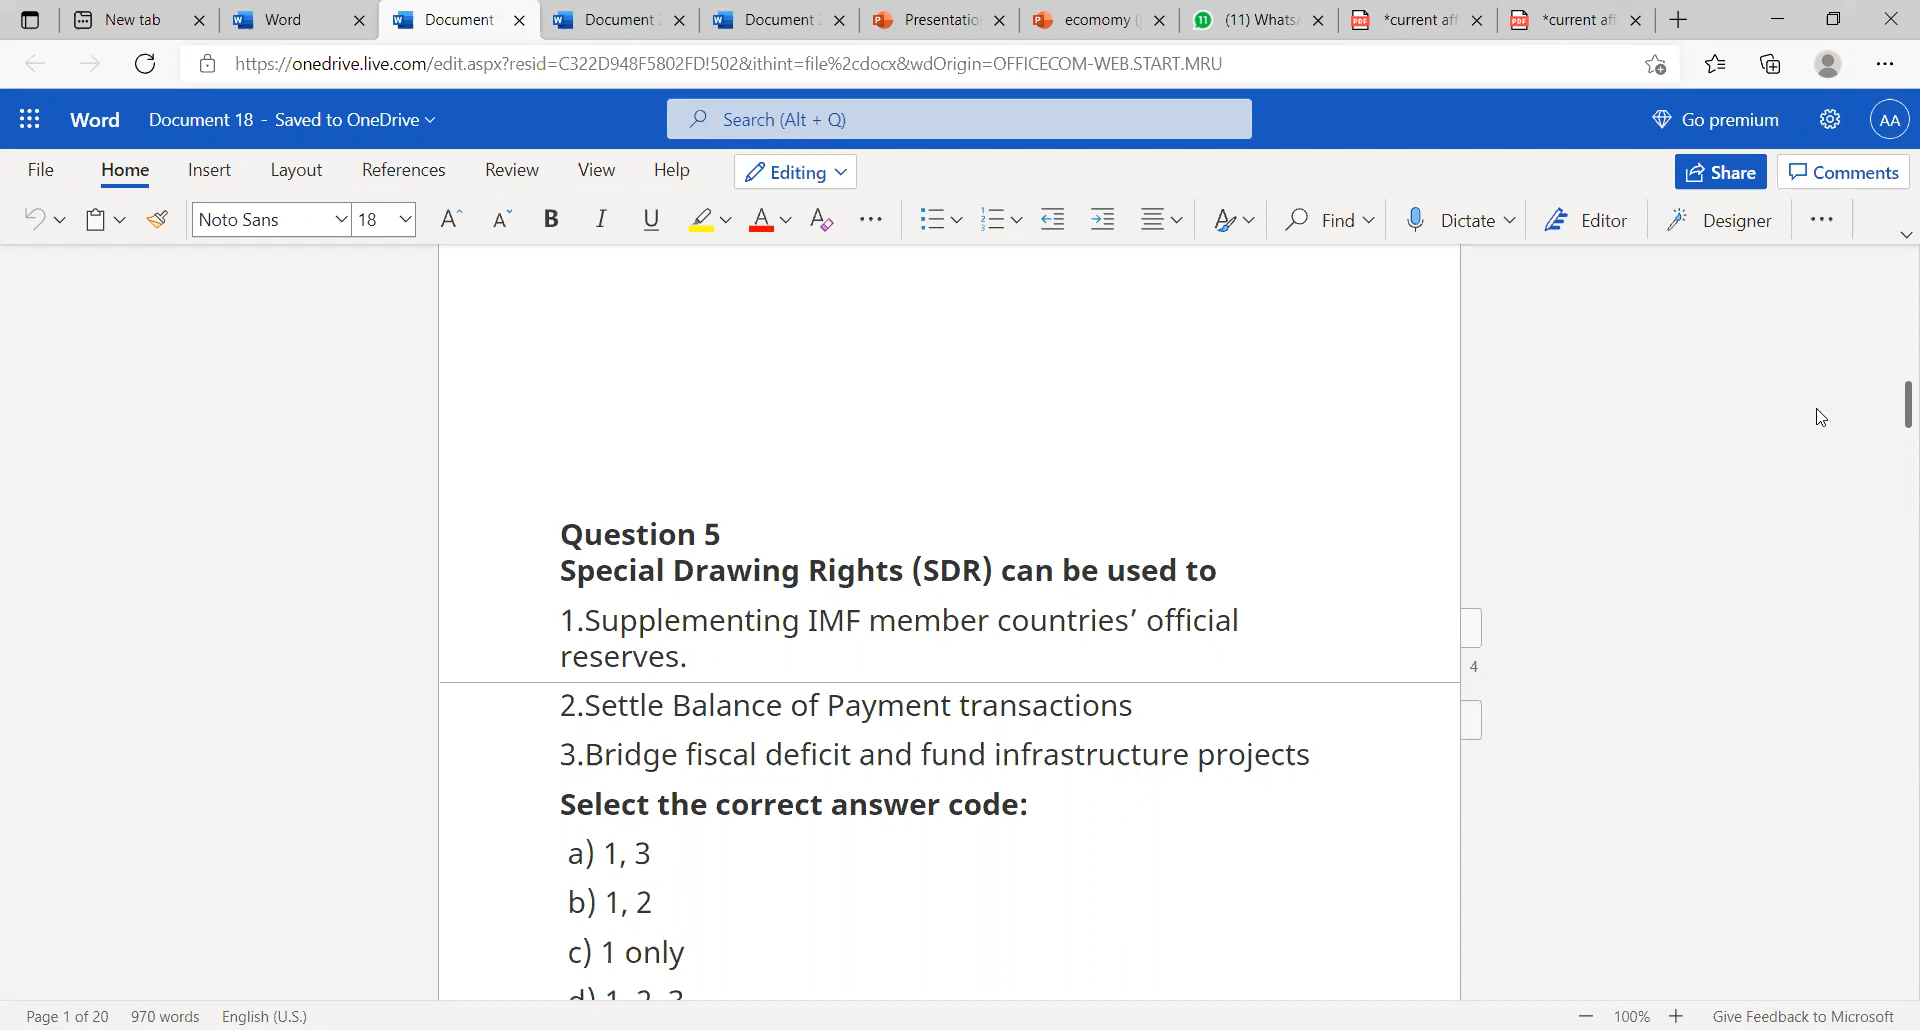 New tab
Word
Document
Document
Document
Presentatio
ecomomy (
(11) Whats
*current aff
*current aff
https://onedrive.live.com/edit.aspx?resid=C322D948F5802FD!502&ithint=file%2cdocx&wdOrigin=OFFICECOM-WEB.START.MRU
Word Document 18 - Saved to OneDrive
Search (Alt + Q)
Go premium
AA
File Home Insert Layout References Review View Help Editing
Share
Comments
Noto Sans 18
Find Dictate Editor Designer
Question 5
Special Drawing Rights (SDR) can be used to
1.Supplementing IMF member countries’ official
reserves.
4
2.Settle Balance of Payment transactions
3.Bridge fiscal deficit and fund infrastructure projects
Select the correct answer code:
a) 1, 3
b) 1, 2
c) 1 only
d) 1, 2, 3
Page 1 of 20 970 words English (U.S.)
100% Give Feedback to Microsoft